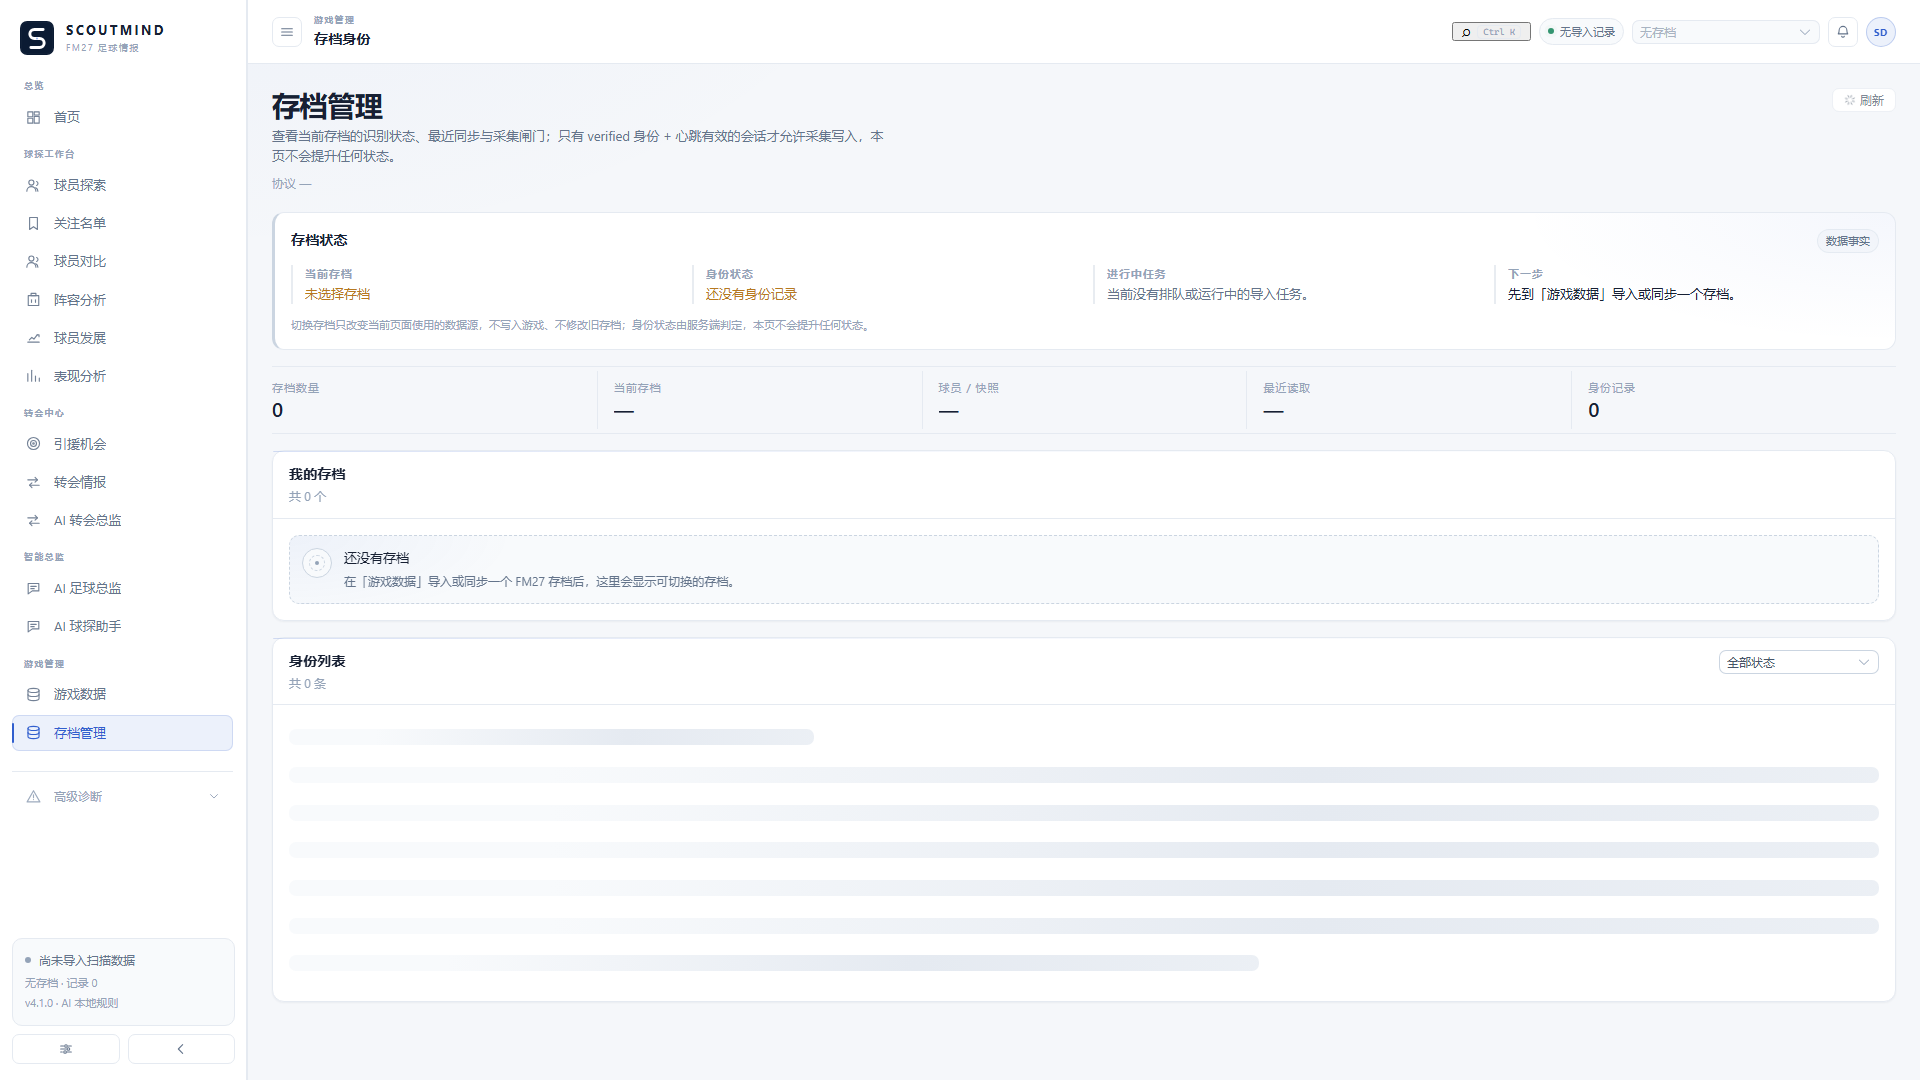 SCOUTMIND
FM27 足球情报
总览
首页
球探工作台
球员探索
关注名单
球员对比
阵容分析
球员发展
表现分析
转会中心
引援机会
转会情报
AI 转会总监
智能总监
AI 足球总监
AI 球探助手
游戏管理
游戏数据
存档管理
高级诊断
尚未导入扫描数据
无存档 · 记录 0
v4.1.0 · AI 本地规则
游戏管理
存档身份
Ctrl K
无导入记录
无存档
SD
存档管理
刷新
查看当前存档的识别状态、最近同步与采集闸门；只有 verified 身份 + 心跳有效的会话才允许采集写入，本
页不会提升任何状态。
协议 —
存档状态
数据事实
当前存档
未选择存档
身份状态
还没有身份记录
进行中任务
当前没有排队或运行中的导入任务。
下一步
先到「游戏数据」导入或同步一个存档。
切换存档只改变当前页面使用的数据源，不写入游戏、不修改旧存档；身份状态由服务端判定，本页不会提升任何状态。
存档数量
0
当前存档
—
球员 / 快照
—
最近读取
—
身份记录
0
我的存档
共 0 个
还没有存档
在「游戏数据」导入或同步一个 FM27 存档后，这里会显示可切换的存档。
身份列表
共 0 条
全部状态